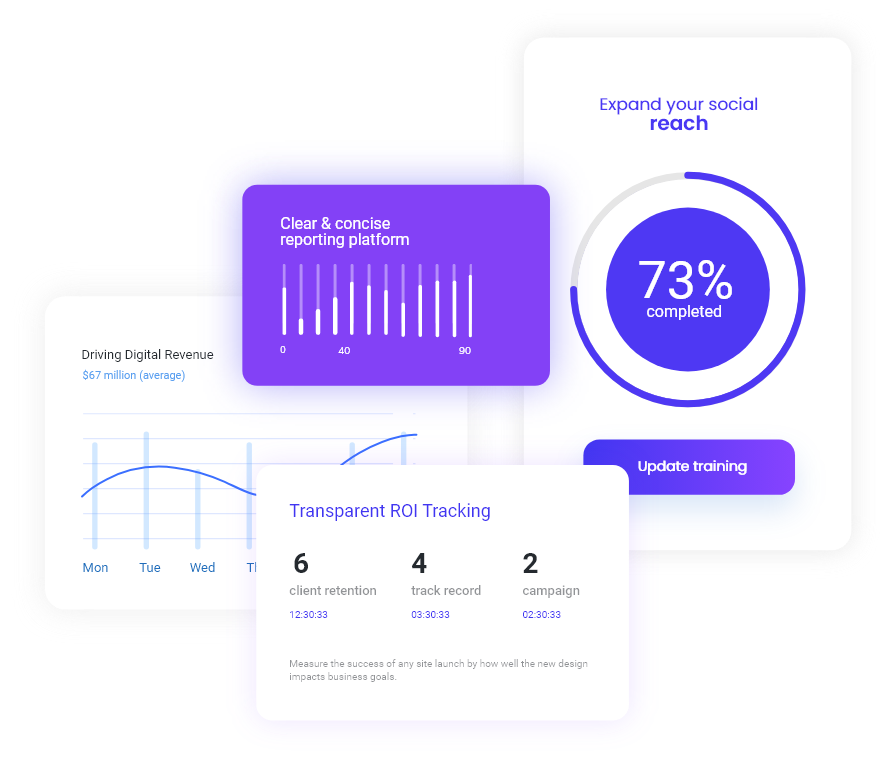 Expand your social
reach
73%
completed
Update training
Clear & concise
reporting platform
0 40 90
Driving Digital Revenue
$67 million (average)
Mon Tue Wed
Transparent ROI Tracking
6 4 2
client retention track record campaign
12:30:33 03:30:33 02:30:33
Measure the success of any site launch by how well the new design
impacts business goals.